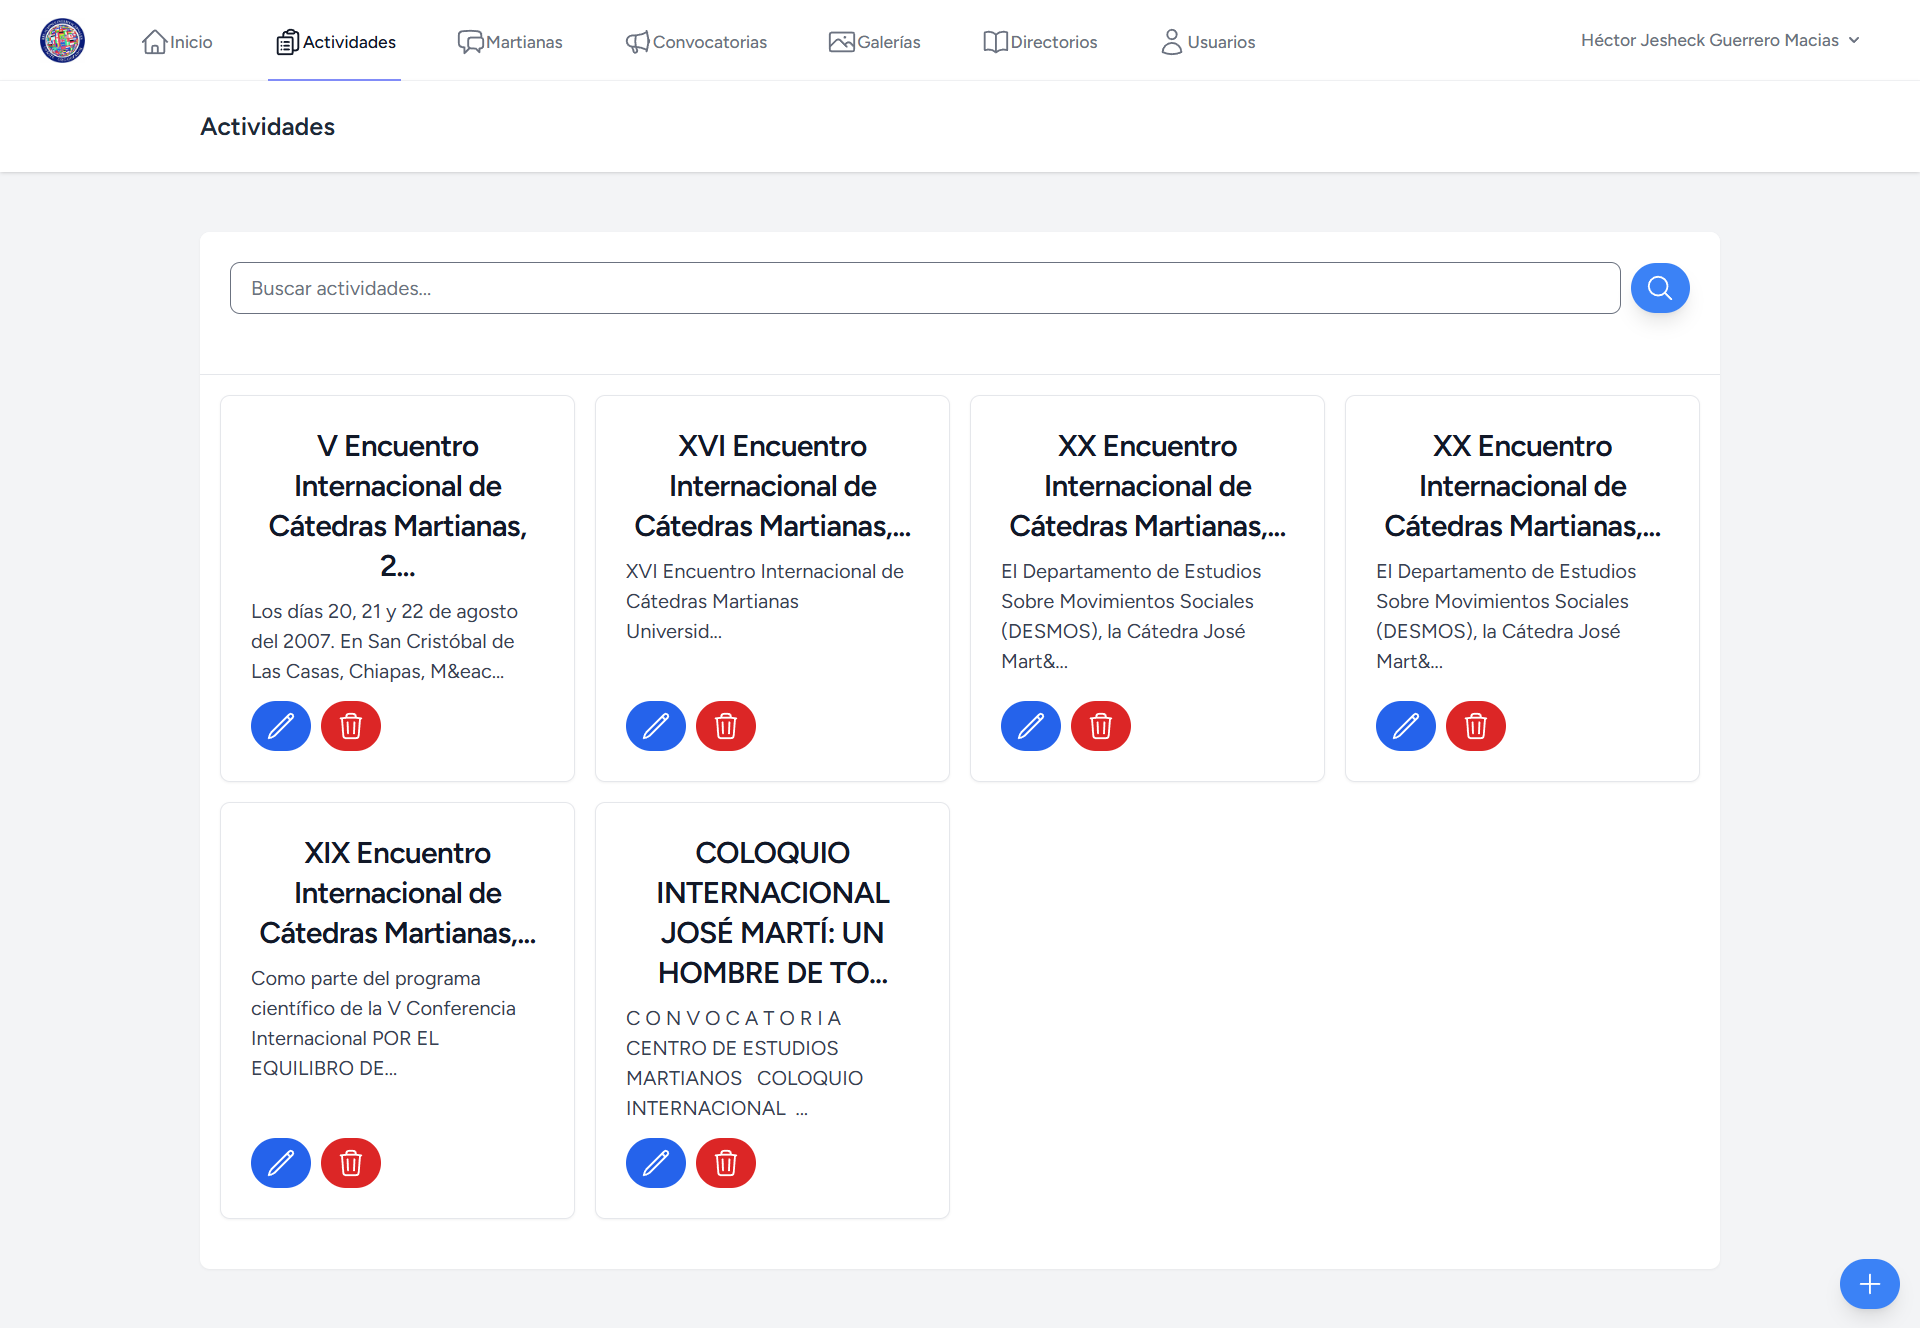 Inicio
Actividades
Martianas
Convocatorias
Galerías
Directorios
Usuarios
Héctor Jesheck Guerrero Macias
Actividades
Buscar actividades...
V Encuentro
Internacional de
Cátedras Martianas,
2...
Los días 20, 21 y 22 de agosto
del 2007. En San Cristóbal de
Las Casas, Chiapas, M&eac...
XVI Encuentro
Internacional de
Cátedras Martianas,...
XVI Encuentro Internacional de
Cátedras Martianas
Universid...
XX Encuentro
Internacional de
Cátedras Martianas,...
El Departamento de Estudios
Sobre Movimientos Sociales
(DESMOS), la Cátedra José
Mart&...
XX Encuentro
Internacional de
Cátedras Martianas,...
El Departamento de Estudios
Sobre Movimientos Sociales
(DESMOS), la Cátedra José
Mart&...
XIX Encuentro
Internacional de
Cátedras Martianas,...
Como parte del programa
científico de la V Conferencia
Internacional POR EL
EQUILIBRO DE...
COLOQUIO
INTERNACIONAL
JOSÉ MARTÍ: UN
HOMBRE DE TO...
C O N V O C A T O R I A
CENTRO DE ESTUDIOS
MARTIANOS COLOQUIO
INTERNACIONAL ...